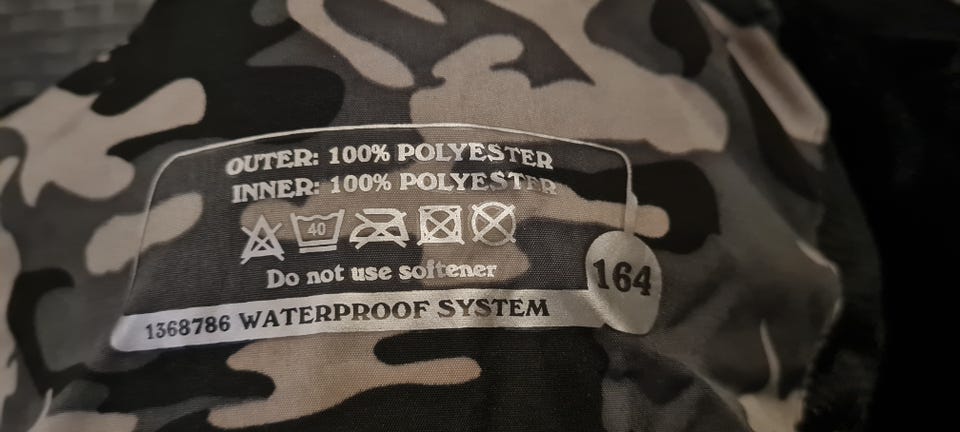 OUTER: 100% POLYESTER
INNER: 100% POLYESTER
40
Do not use softener
164
1368786 WATERPROOF SYSTEM